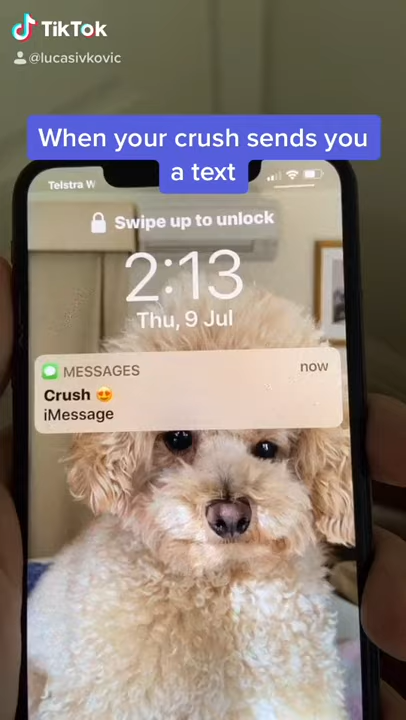 TikTok
@lucasivkovic
When your crush sends you
a text
Telstra W
Swipe up to unlock
2:13
Thu, 9 Jul
MESSAGES now
Crush 😍
iMessage